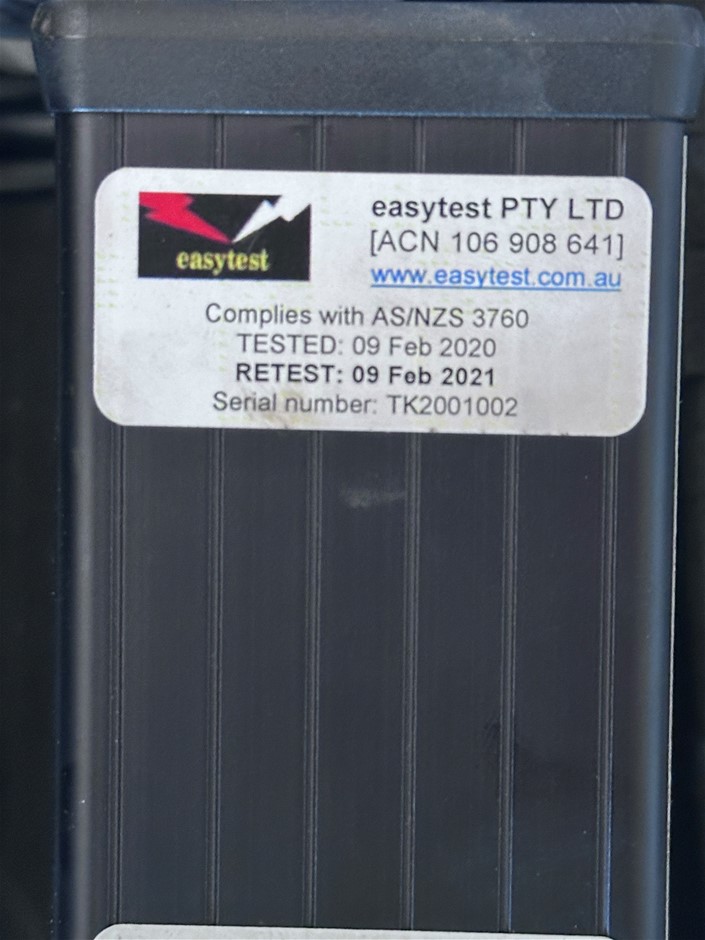 easytest
easytest PTY LTD
[ACN 106 908 641]
www.easytest.com.au
Complies with AS/NZS 3760
TESTED: 09 Feb 2020
RETEST: 09 Feb 2021
Serial number: TK2001002